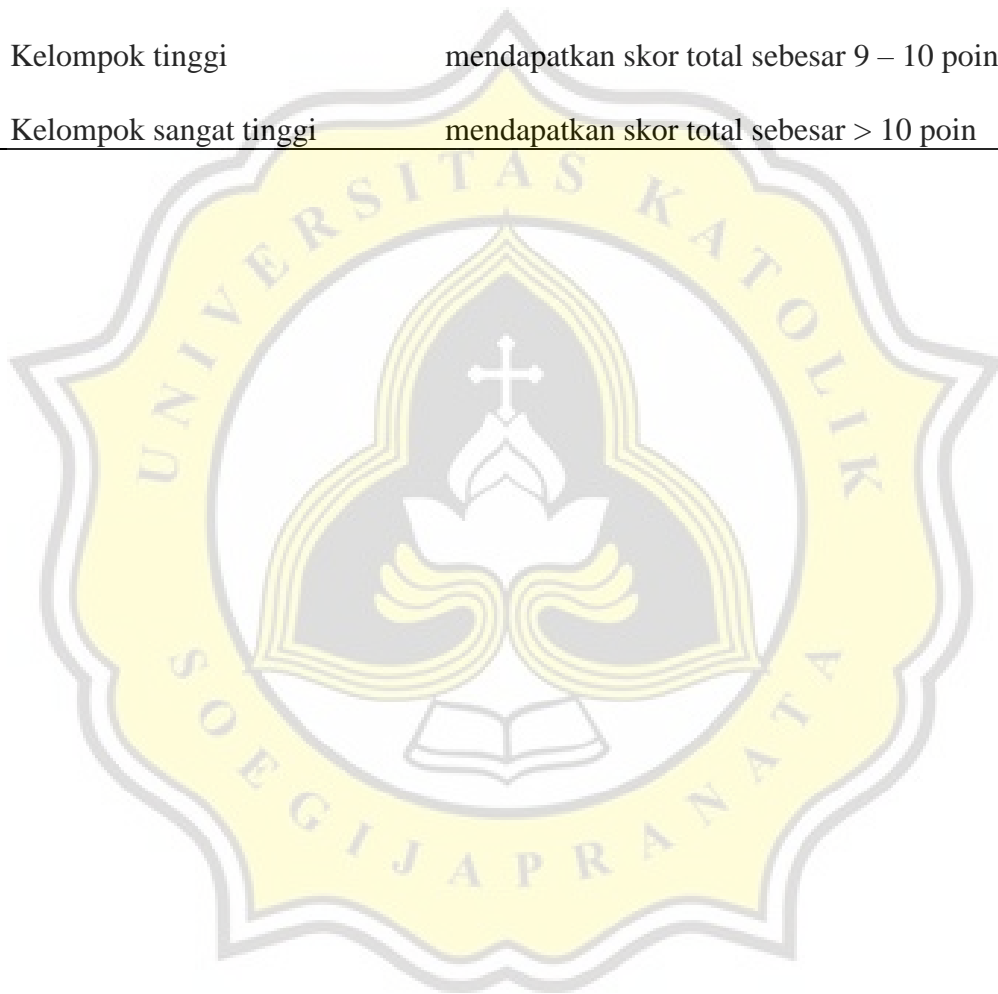 Kelompok tinggi mendapatkan skor total sebesar 9 – 10 poin
Kelompok sangat tinggi mendapatkan skor total sebesar > 10 poin
UNIVERSITAS KATOLIK
SOEGIJAPRANATA